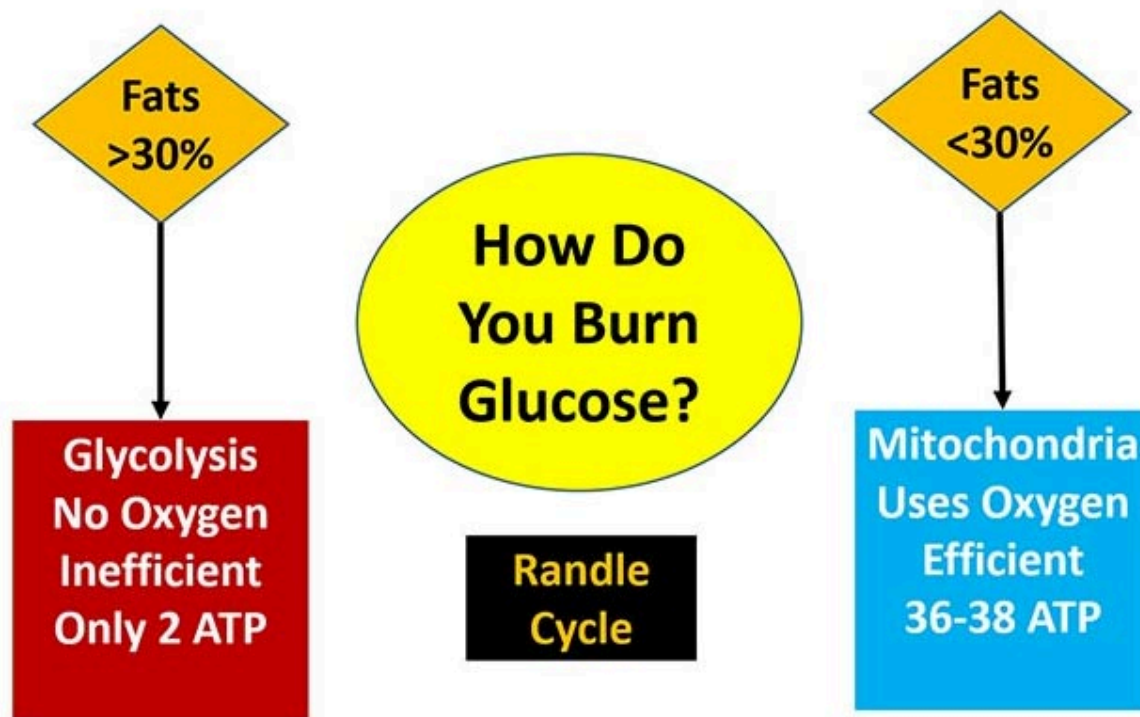 Fats
>30%
Fats
<30%
How Do
You Burn
Glucose?
Glycolysis
No Oxygen
Inefficient
Only 2 ATP
Randle
Cycle
Mitochondria
Uses Oxygen
Efficient
36-38 ATP